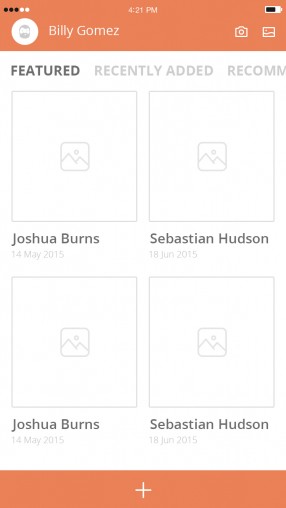 4:21 PM
Billy Gomez
FEATURED RECENTLY ADDED RECOMM
Joshua Burns Sebastian Hudson
14 May 2015 18 Jun 2015
Joshua Burns Sebastian Hudson
14 May 2015 18 Jun 2015